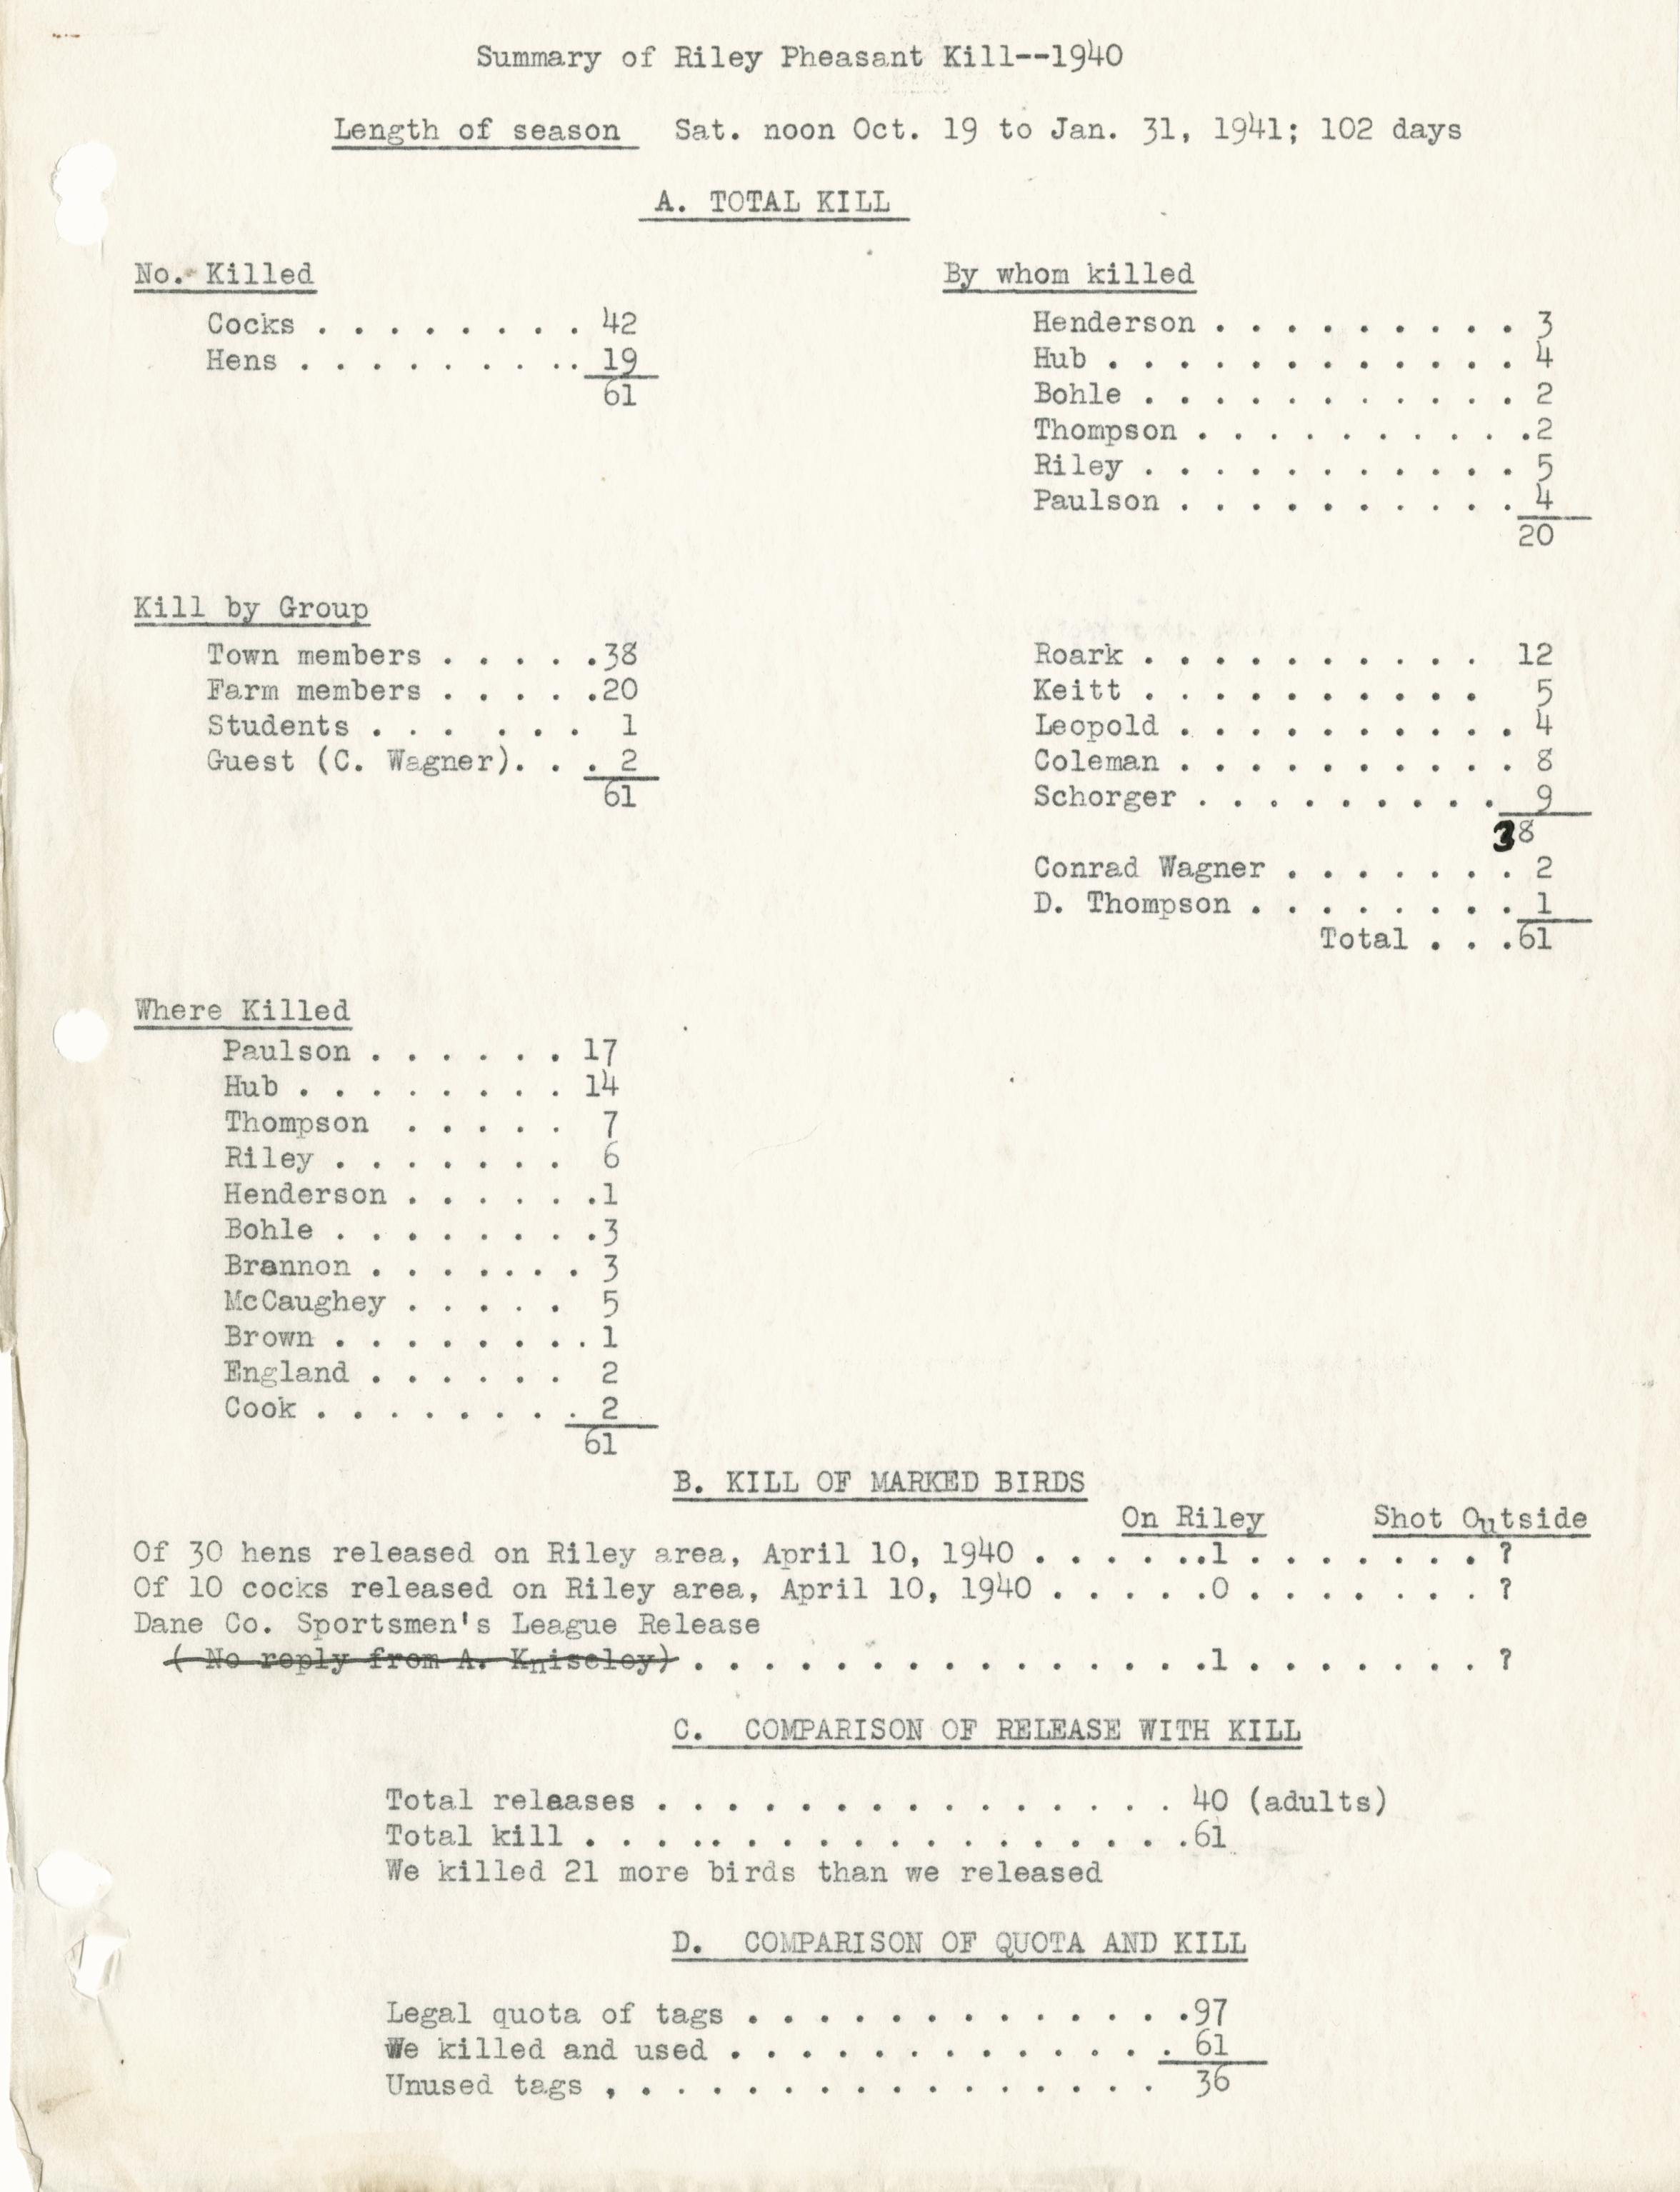 Summary of Riley Pheasant Kill--1940
Length of season Sat. noon Oct. 19 to Jan. 31, 1941; 102 days
A. TOTAL KILL
No. Killed
Cocks . . . . . . . . 42
Hens . . . . . . . . .. 19
61
By whom killed
Henderson . . . . . . . . . 3
Hub . . . . . . . . . . . . 4
Bohle . . . . . . . . . . . 2
Thompson . . . . . . . . . .2
Riley . . . . . . . . . . . 5
Paulson . . . . . . . . . . 4
20
Kill by Group
Town members . . . . .38
Farm members . . . . .20
Students . . . . . . 1
Guest (C. Wagner). . . 2
61
Roark . . . . . . . . . . 12
Keitt . . . . . . . . . . 5
Leopold . . . . . . . . . . 4
Coleman . . . . . . . . . . 8
Schorger . . . . . . . . . 9
38
Conrad Wagner . . . . . . . 2
D. Thompson . . . . . . . . 1
Total . . .61
Where Killed
Paulson . . . . . . 17
Hub . . . . . . . . 14
Thompson . . . . . 7
Riley . . . . . . . 6
Henderson . . . . . .1
Bohle . . . . . . . .3
Brannon . . . . . . . 3
McCaughey . . . . . 5
Brown . . . . . . . . 1
England . . . . . . 2
Cook . . . . . . . . 2
61
B. KILL OF MARKED BIRDS
On Riley Shot Outside
Of 30 hens released on Riley area, April 10, 1940 . . . . ..1 . . . . . . . ?
Of 10 cocks released on Riley area, April 10, 1940 . . . . .0 . . . . . . . ?
Dane Co. Sportsmen's League Release
( No reply from A. Kniseley) . . . . . . . . . . . . . . .1 . . . . . . . ?
C. COMPARISON OF RELEASE WITH KILL
Total releases . . . . . . . . . . . . . . . 40 (adults)
Total kill . . . .. . . . . . . . . . . . . .61
We killed 21 more birds than we released
D. COMPARISON OF QUOTA AND KILL
Legal quota of tags . . . . . . . . . . . . .97
We killed and used . . . . . . . . . . . . . 61
Unused tags , . . . . . . . . . . . . . . . 36